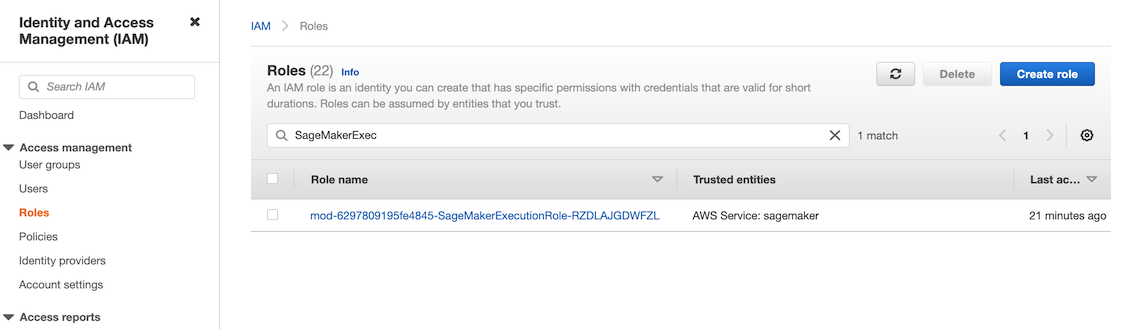 Identity and Access
Management (IAM)
Search IAM
Dashboard
Access management
User groups
Users
Roles
Policies
Identity providers
Account settings
Access reports
IAM Roles
Roles (22) Info
An IAM role is an identity you can create that has specific permissions with credentials that are valid for short
durations. Roles can be assumed by entities that you trust.
Delete
Create role
SageMakerExec
1 match
1
Role name Trusted entities Last ac...
mod-6297809195fe4845-SageMakerExecutionRole-RZDLAJGDWFZL AWS Service: sagemaker 21 minutes ago